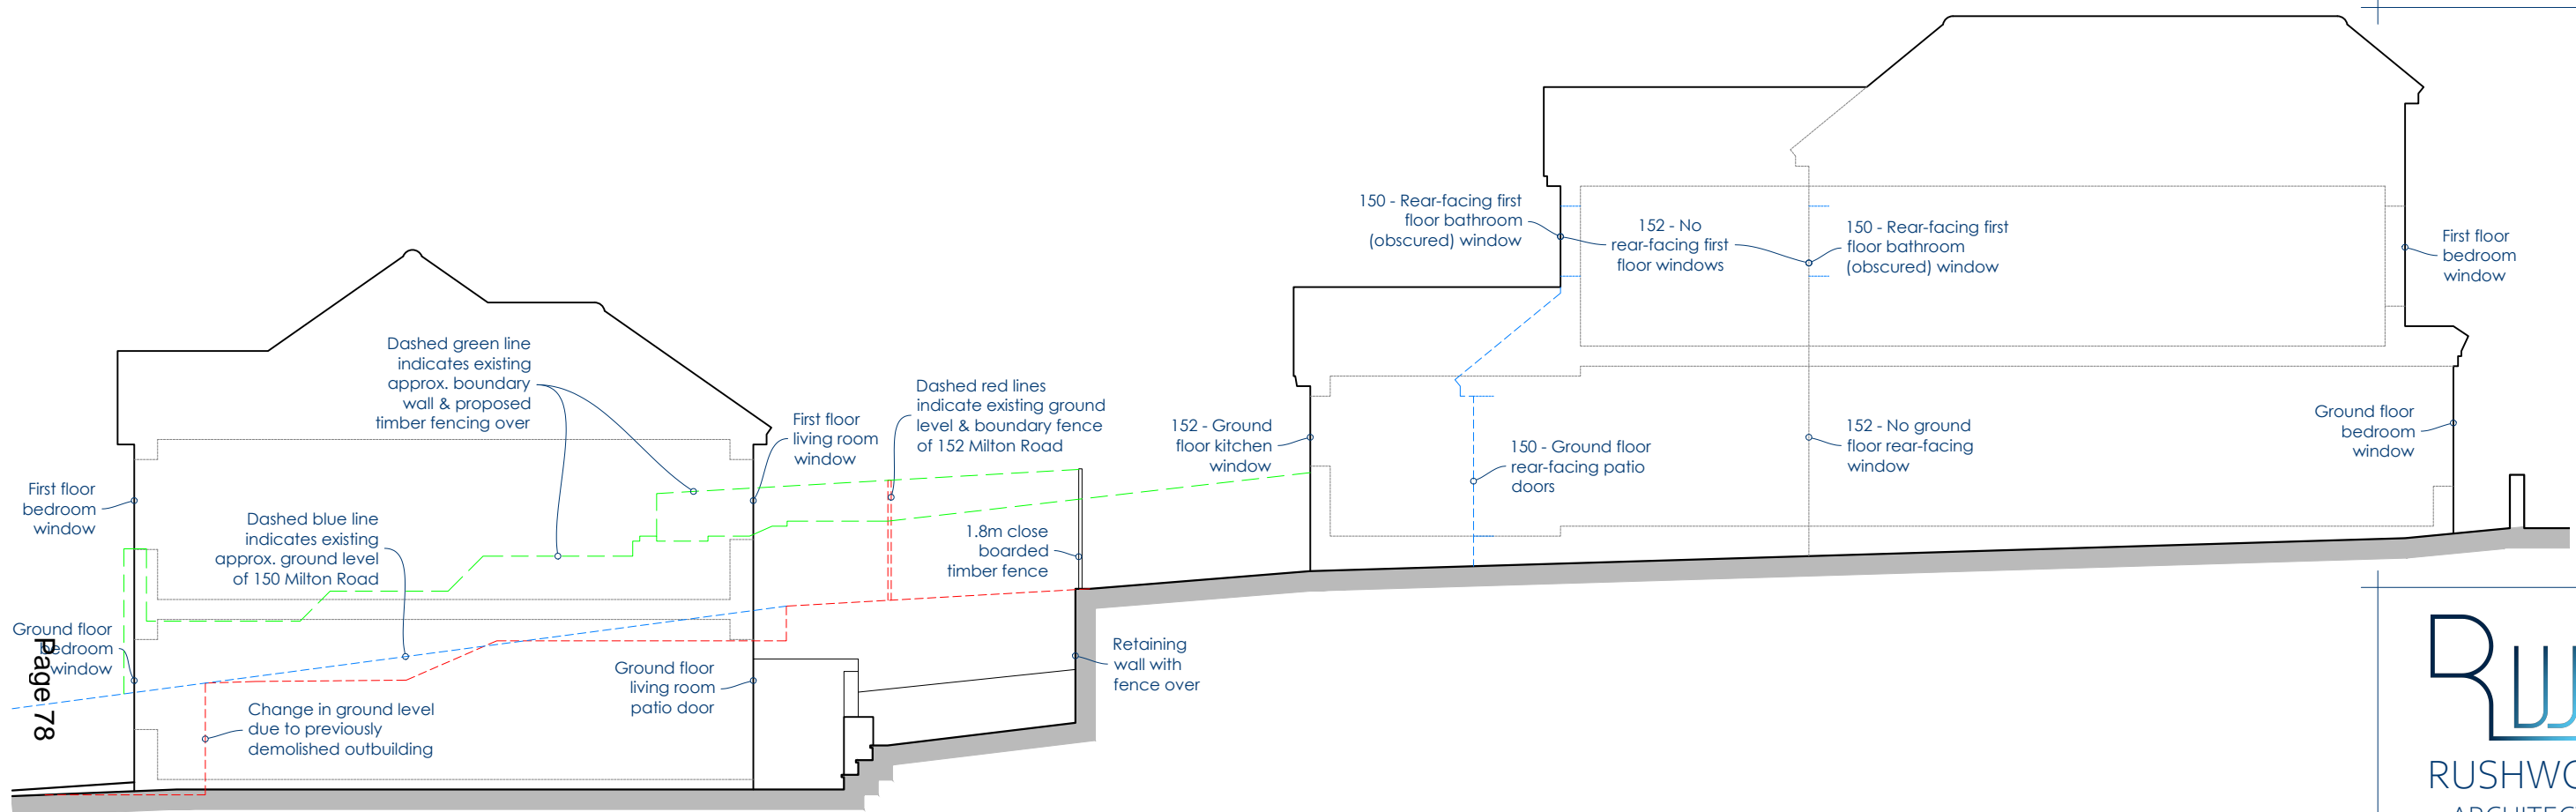 150 - Rear-facing first
floor bathroom
(obscured) window
152 - No
rear-facing first
floor windows
150 - Rear-facing first
floor bathroom
(obscured) window
First floor
bedroom
window
Dashed green line
indicates existing
approx. boundary
wall & proposed
timber fencing over
Dashed red lines
indicate existing ground
level & boundary fence
of 152 Milton Road
First floor
living room
window
152 - Ground
floor kitchen
window
150 - Ground floor
rear-facing patio
doors
152 - No ground
floor rear-facing
window
Ground floor
bedroom
window
First floor
bedroom
window
Dashed blue line
indicates existing
approx. ground level
of 150 Milton Road
1.8m close
boarded
timber fence
Ground floor
bedroom
window
Page 78
Change in ground level
due to previously
demolished outbuilding
Ground floor
living room
patio door
Retaining
wall with
fence over
RUSHWO
ARCHITEC